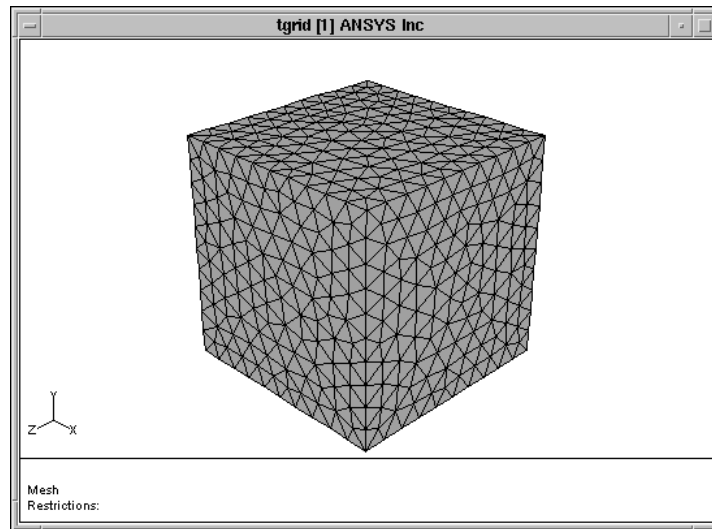 tgrid [1] ANSYS Inc
Y
Z X
Mesh
Restrictions: